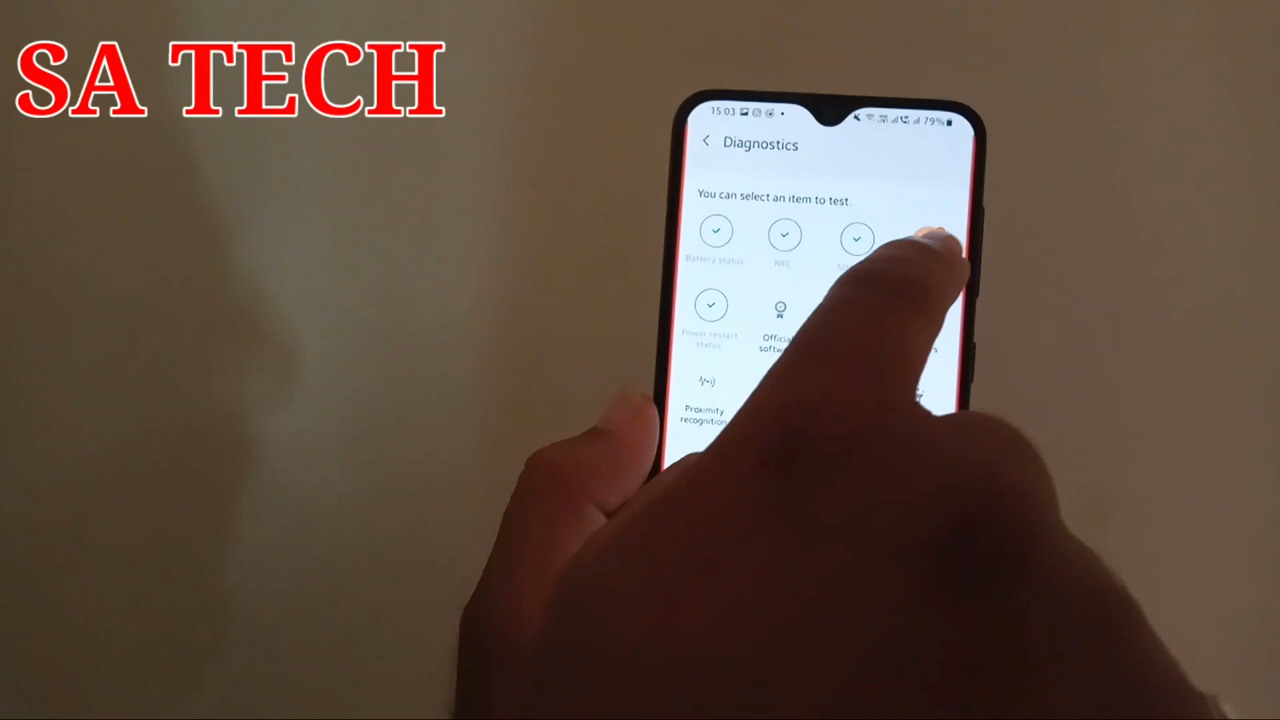 SA TECH
15:03
79%
Diagnostics
You can select an item to test.
Battery status
NFC
Power restart
status
Official
Proximity
recognition